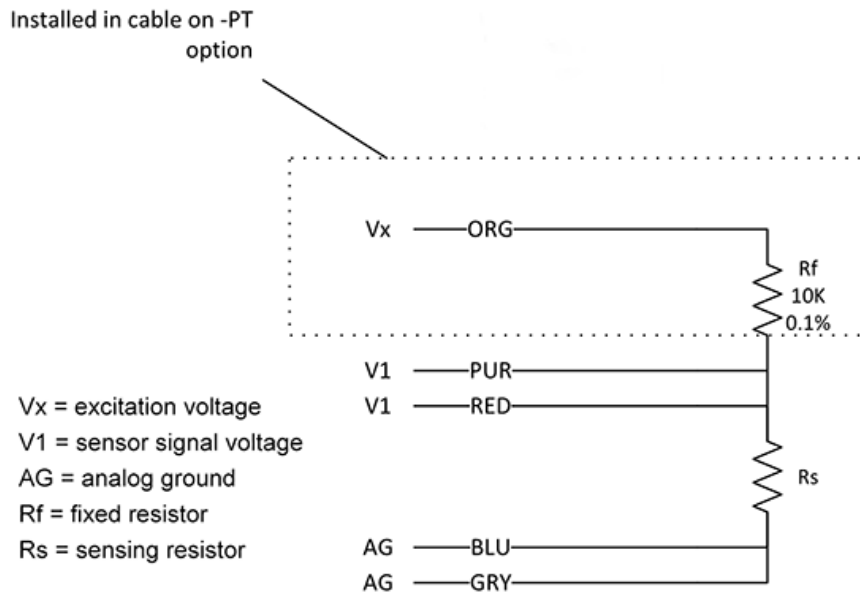 Installed in cable on -PT
option
Vx ORG
Rf
10K
0.1%
V1 PUR
V1 RED
Vx = excitation voltage
V1 = sensor signal voltage
AG = analog ground
Rf = fixed resistor
Rs = sensing resistor
Rs
AG BLU
AG GRY